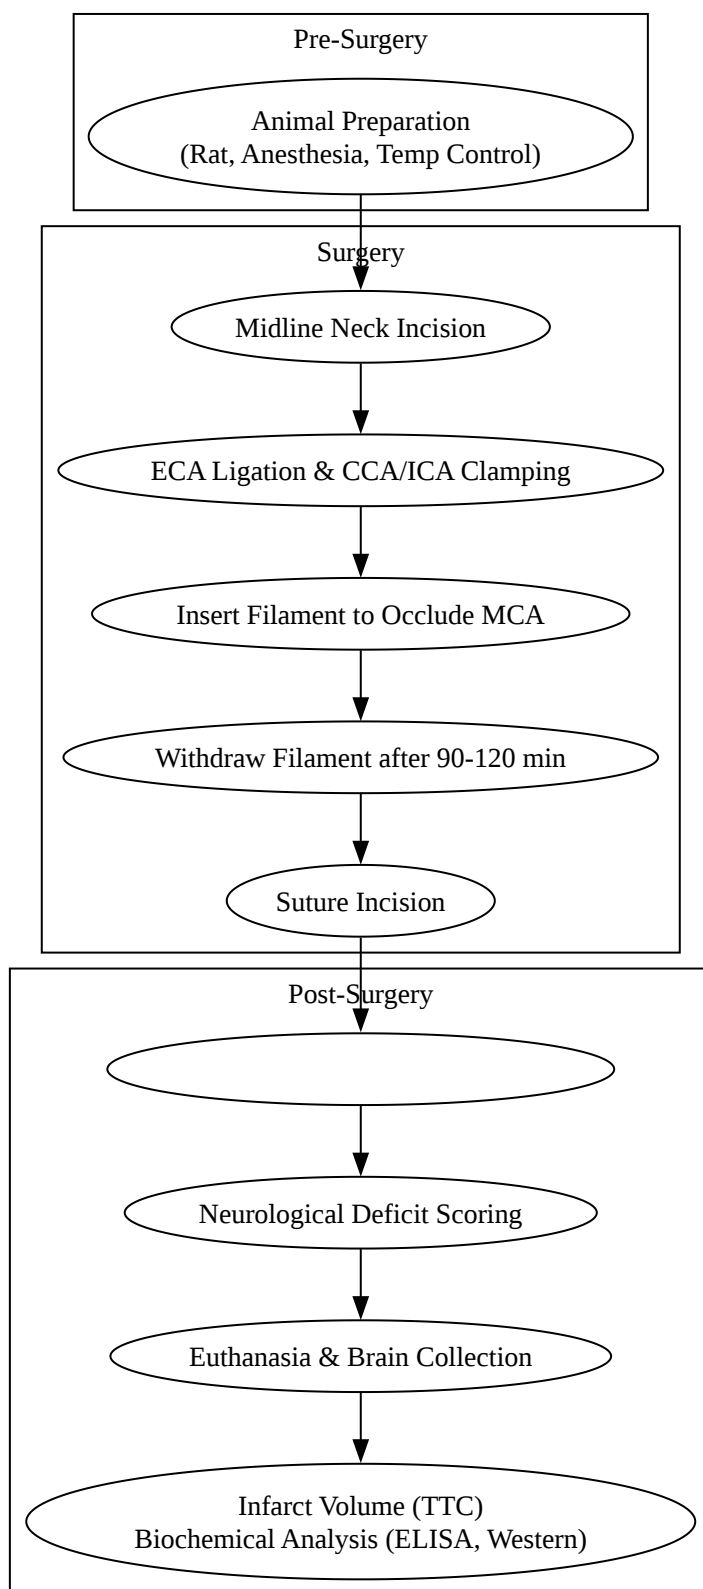 Pre-Surgery
Animal Preparation
(Rat, Anesthesia, Temp Control)
Surgery
Midline Neck Incision
ECA Ligation & CCA/ICA Clamping
Insert Filament to Occlude MCA
Withdraw Filament after 90-120 min
Suture Incision
Post-Surgery
Neurological Deficit Scoring
Euthanasia & Brain Collection
Infarct Volume (TTC)
Biochemical Analysis (ELISA, Western)